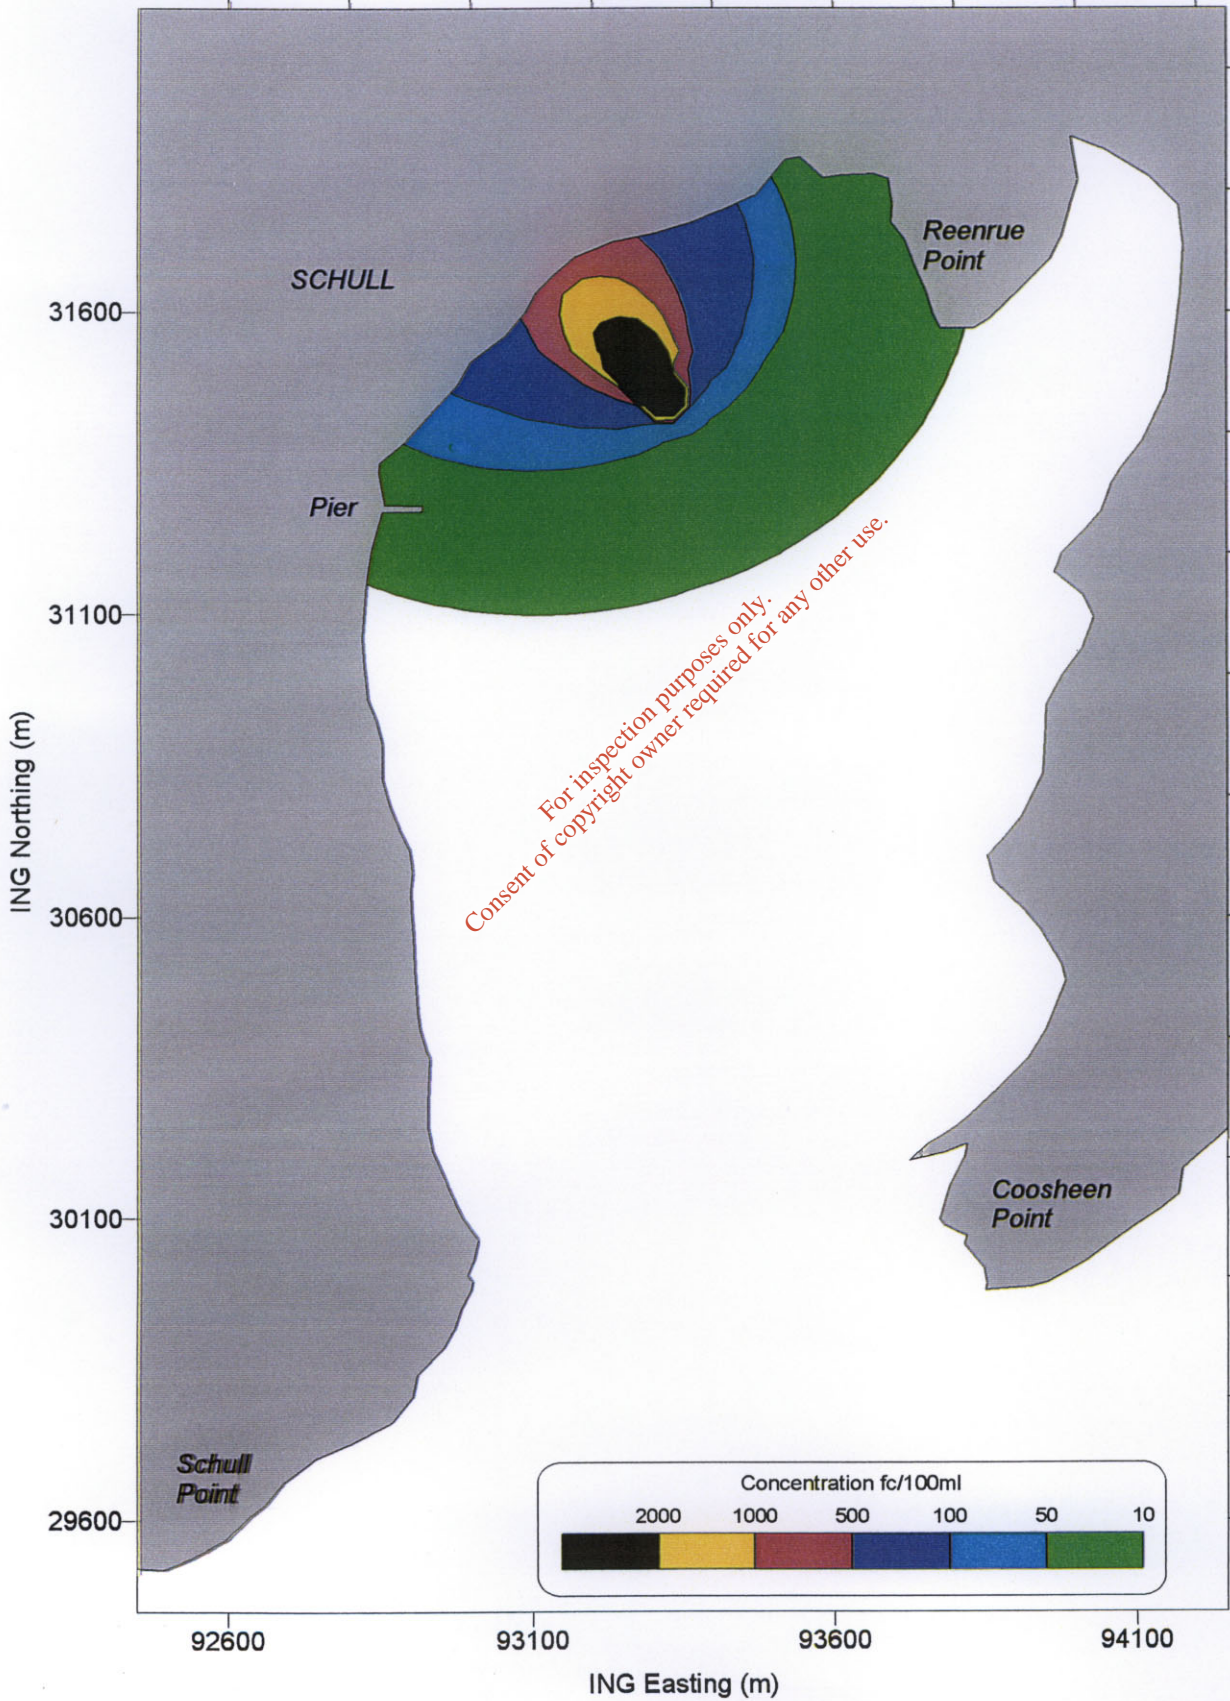 SCHULL
Reenrue
Point
Pier
31600
31100
30600
30100
29600
ING Northing (m)
For inspection purposes only.
Consent of copyright owner required for any other use.
Coosheen
Point
Schull
Point
Concentration fc/100ml
2000 1000 500 100 50 10
92600 93100 93600 94100
ING Easting (m)